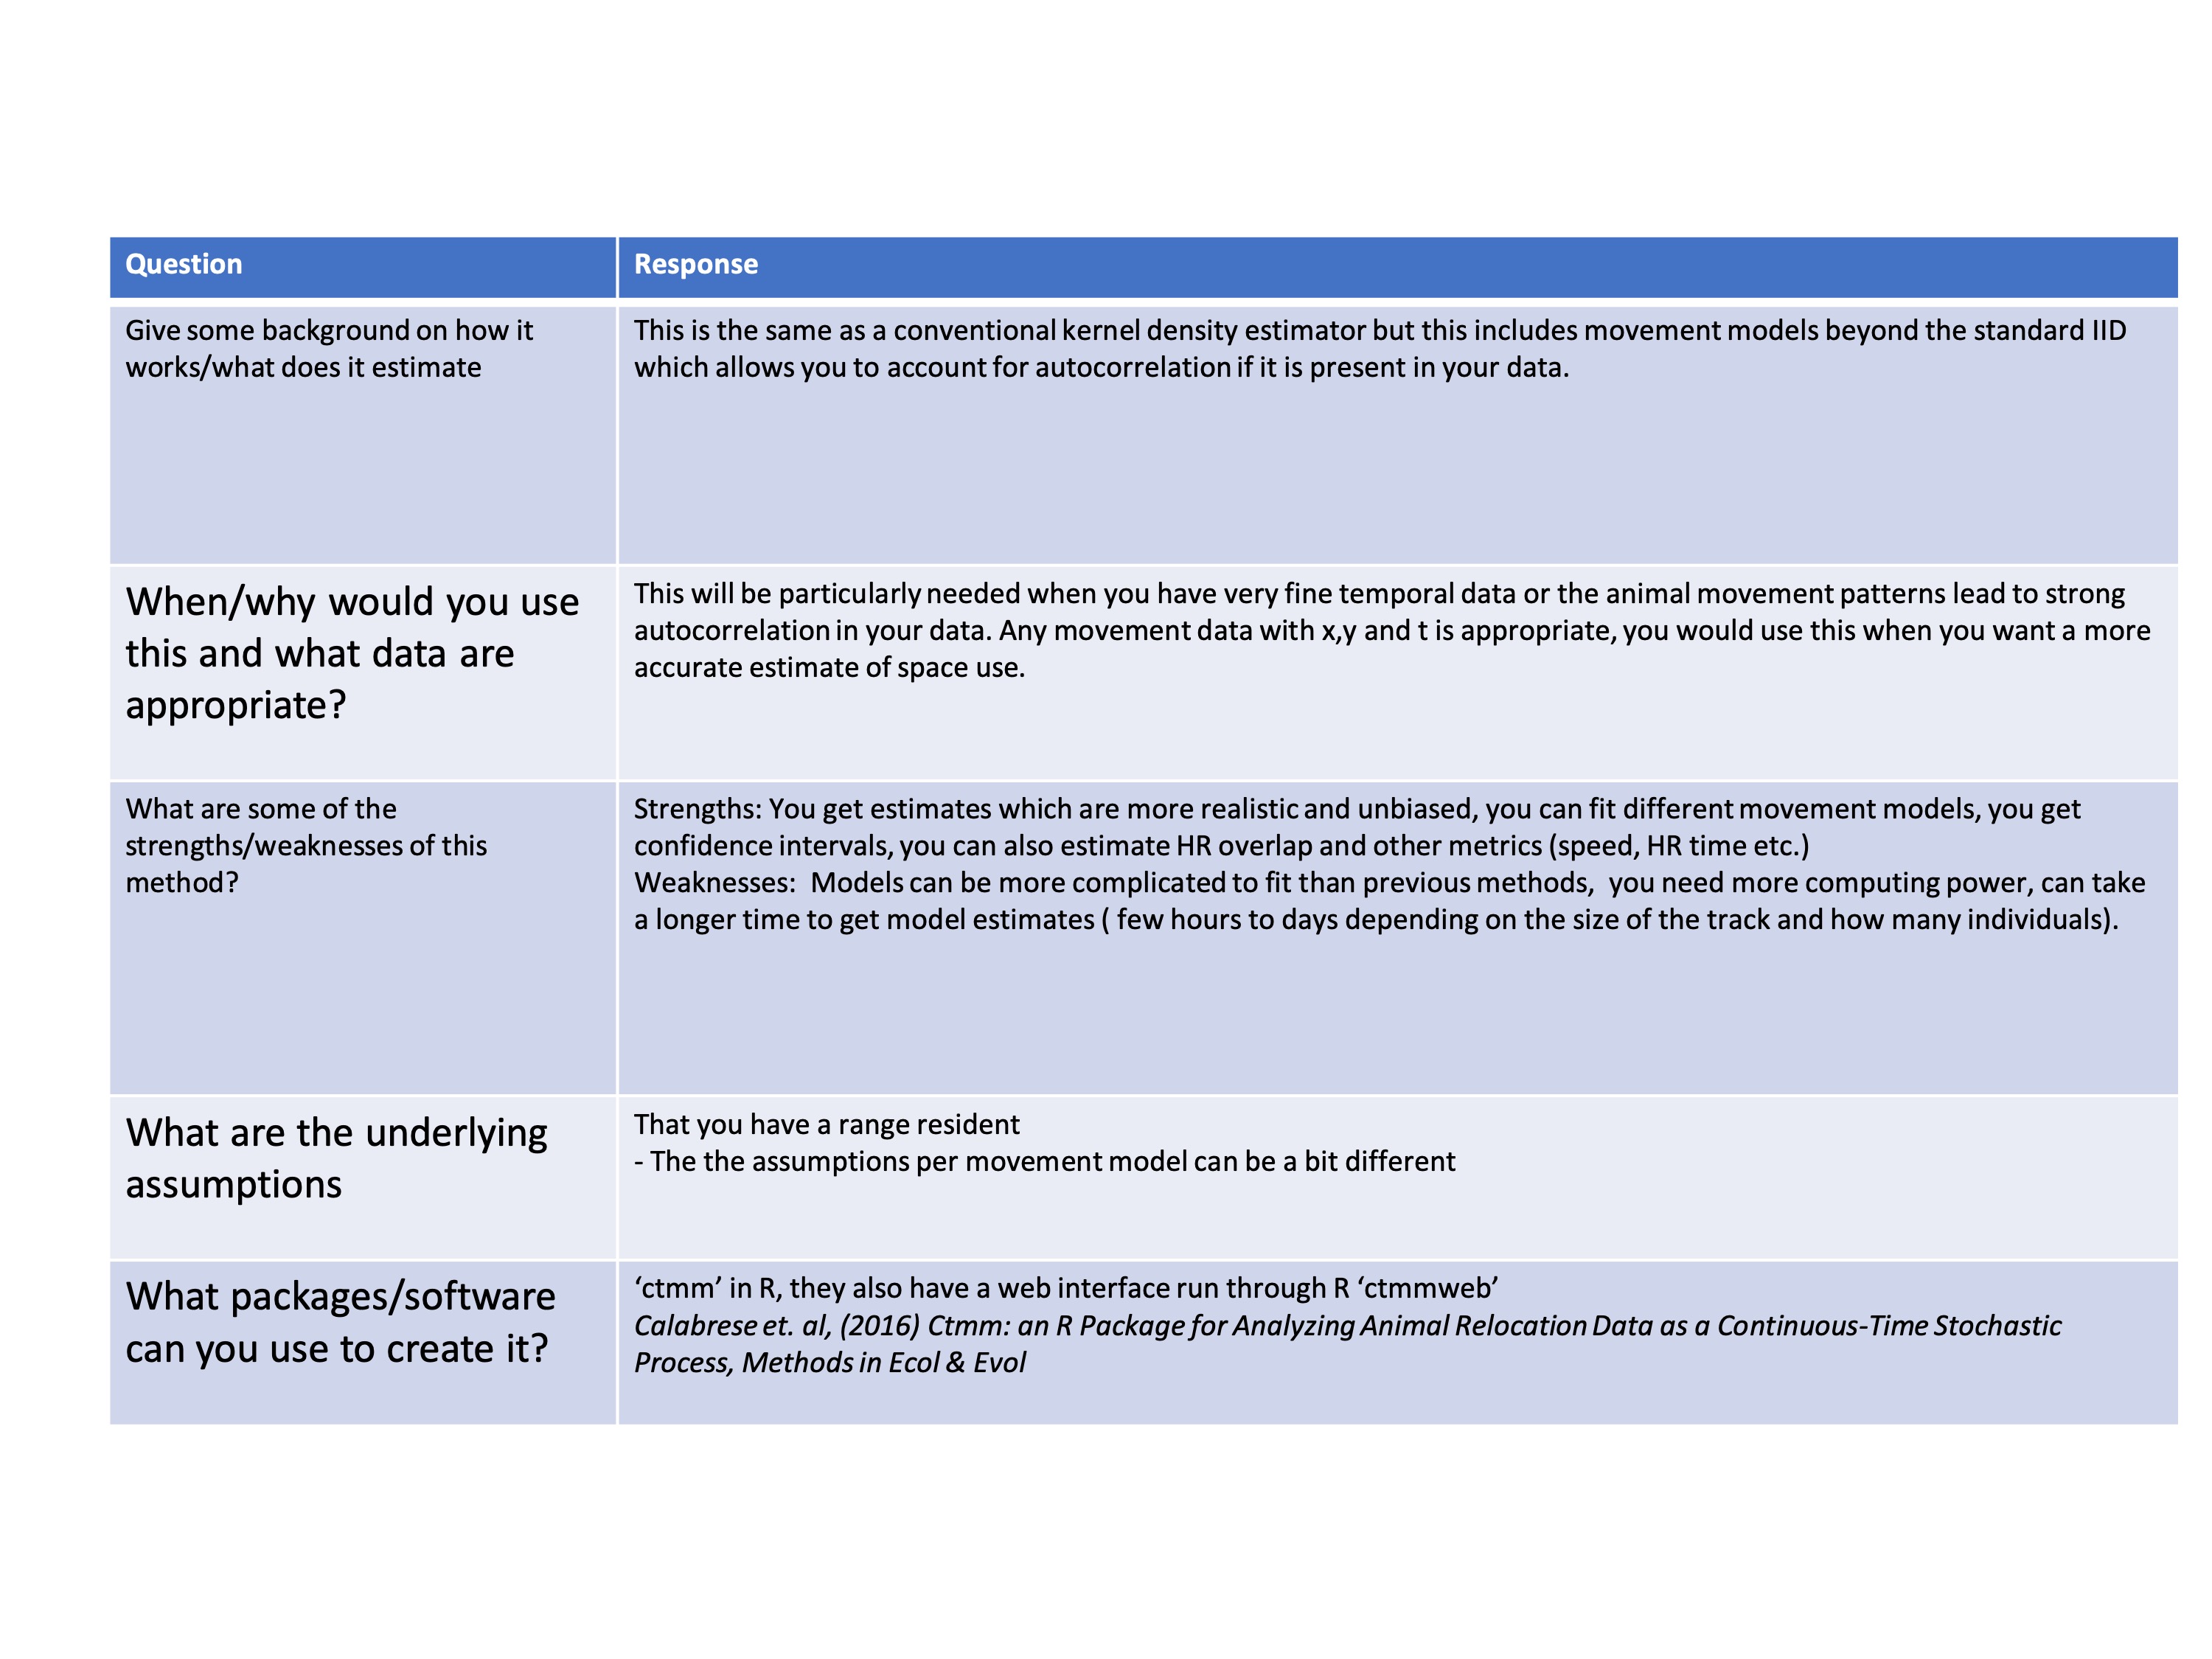 Question
Response
Give some background on how it
works/what does it estimate
This is the same as a conventional kernel density estimator but this includes movement models beyond the standard IID
which allows you to account for autocorrelation if it is present in your data.
When/why would you use
this and what data are
appropriate?
This will be particularly needed when you have very fine temporal data or the animal movement patterns lead to strong
autocorrelation in your data. Any movement data with x,y and t is appropriate, you would use this when you want a more
accurate estimate of space use.
What are some of the
strengths/weaknesses of this
method?
Strengths: You get estimates which are more realistic and unbiased, you can fit different movement models, you get
confidence intervals, you can also estimate HR overlap and other metrics (speed, HR time etc.)
Weaknesses:  Models can be more complicated to fit than previous methods,  you need more computing power, can take
a longer time to get model estimates ( few hours to days depending on the size of the track and how many individuals).
What are the underlying
assumptions
That you have a range resident
- The the assumptions per movement model can be a bit different
What packages/software
can you use to create it?
‘ctmm’ in R, they also have a web interface run through R ‘ctmmweb’
Calabrese et. al, (2016) Ctmm: an R Package for Analyzing Animal Relocation Data as a Continuous-Time Stochastic
Process, Methods in Ecol & Evol